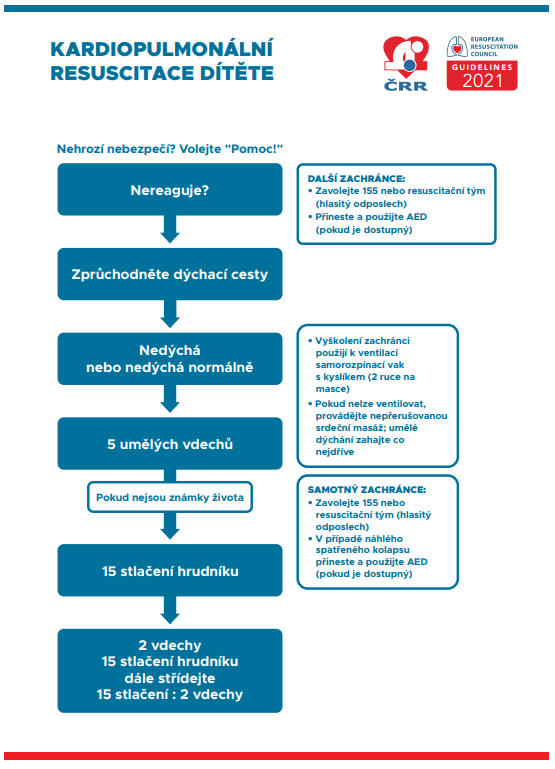 KARDIOPULMONÁLNÍ
RESUSCITACE DÍTĚTE
ČRR
EUROPEAN
RESUSCITATION
COUNCIL
GUIDELINES
2021
Nehrozí nebezpečí? Volejte "Pomoc!"
Nereaguje?
DALŠÍ ZACHRÁNCE:
• Zavolejte 155 nebo resuscitační tým
(hlasitý odposlech)
• Přineste a použijte AED
(pokud je dostupný)
Zprůchodněte dýchací cesty
Nedýchá
nebo nedýchá normálně
• Vyškolení zachránci
použijí k ventilaci
samorozpínací vak
s kyslíkem (2 ruce na
masce)
• Pokud nelze ventilovat,
provádějte nepřerušovanou
srdeční masáž; umělé
dýchání zahajte co
nejdříve
5 umělých vdechů
Pokud nejsou známky života
SAMOTNÝ ZACHRÁNCE:
• Zavolejte 155 nebo
resuscitační tým (hlasitý
odposlech)
• V případě náhlého
spatřeného kolapsu
přineste a použijte AED
(pokud je dostupný)
15 stlačení hrudníku
2 vdechy
15 stlačení hrudníku
dále střídejte
15 stlačení : 2 vdechy